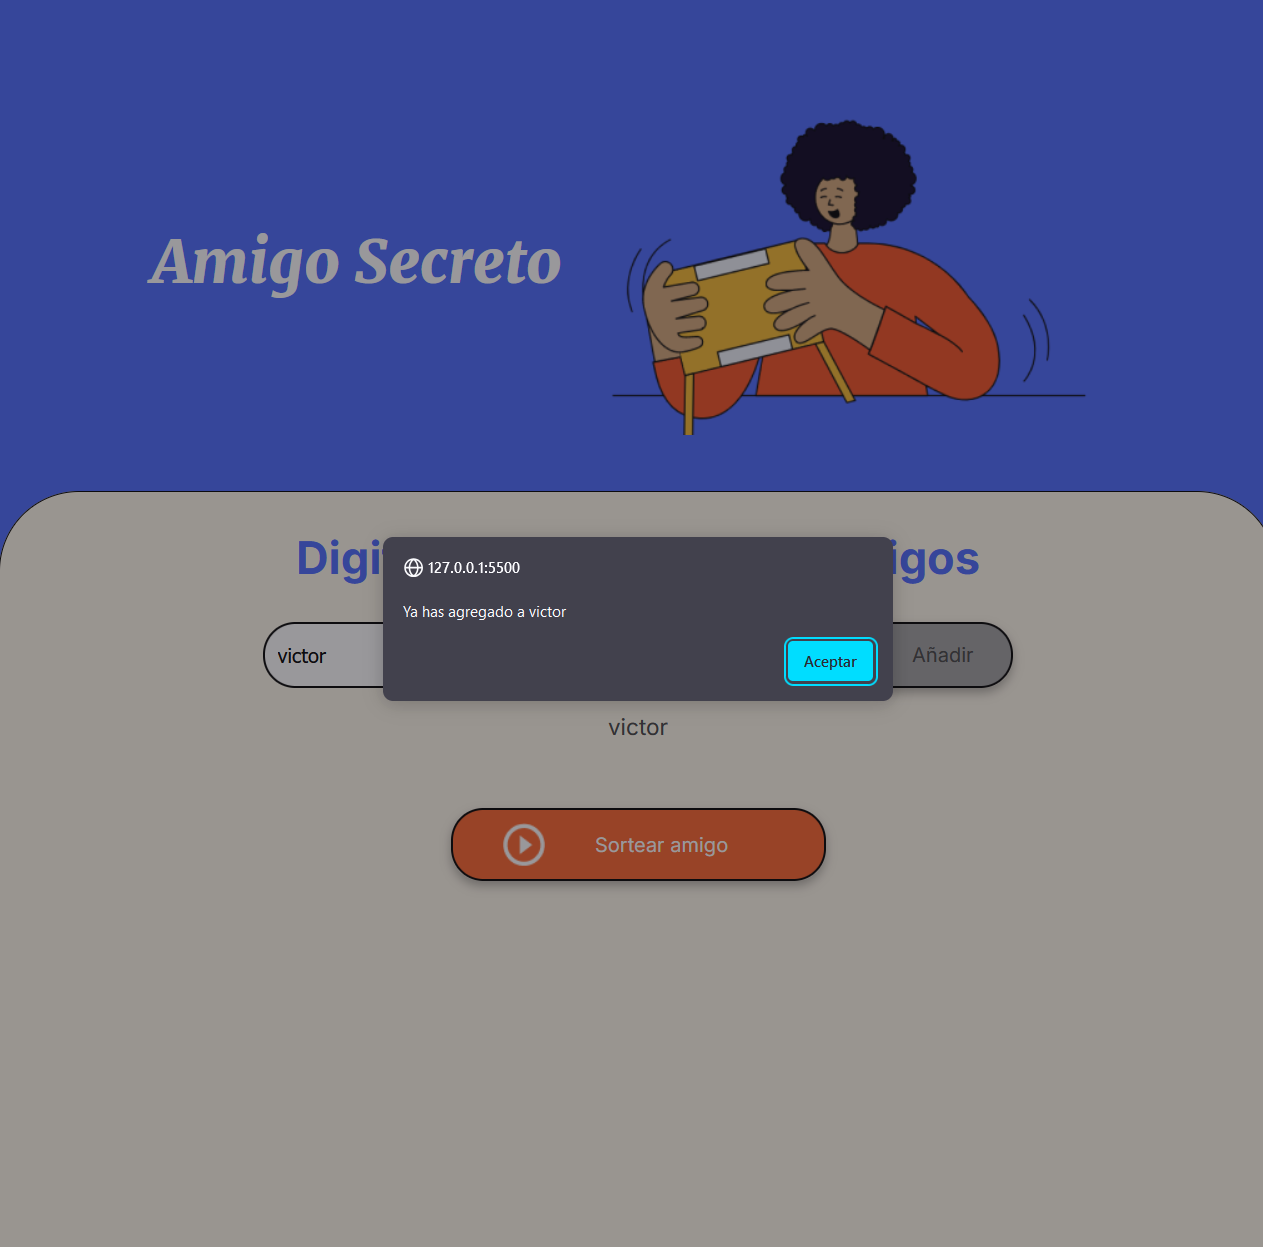 Amigo Secreto
Digi
igos
127.0.0.1:5500
Ya has agregado a victor
Aceptar
victor
Añadir
victor
Sortear amigo